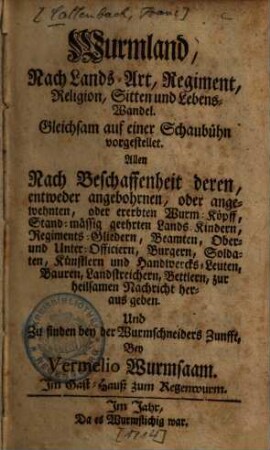 [Callenbach, Franz]
Wurmland,
Nach Lands-Art, Regiment,
Religion, Sitten und Lebens-
Wandel.
Gleichsam auf einer Schaubühn
vorgestellet.
Allen
Nach Beschaffenheit deren,
entweder angebohrnen, oder ange-
wehnten, oder ererbten Wurm-Köpff,
Stand-mässig geehrten Lands-Kindern,
Regiments-Gliedern, Beamten, Ober-
und Unter-Officiern, Burgern, Solda-
ten, Künstlern und Handwercks-Leuten,
Bauren, Landstreichern, Bettlern, zur
heilsamen Nachricht her-
aus geben.
Und
Zu finden bey der Wurmschneiders Zunfft,
Bey
Vermelio Wurmsaam.
Im Gast-Hauß zum Regenwurm.
Im Jahr,
Da es Wurmstichig war.